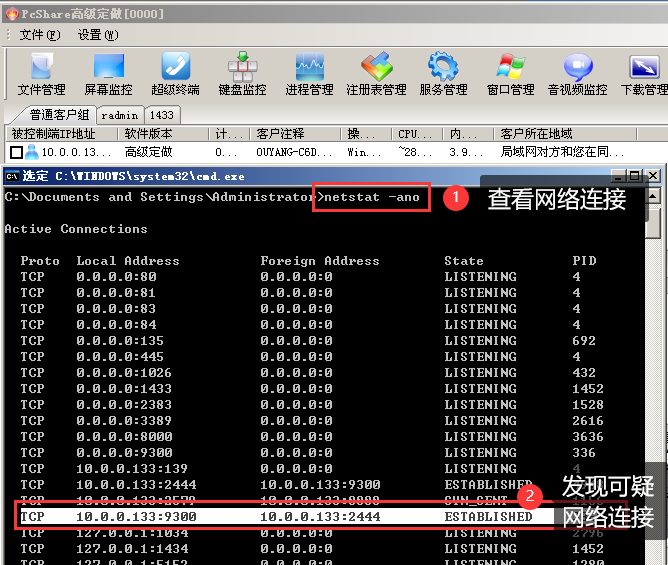 PcShare高级定做[0000]
文件(F) 设置(W)
文件管理 屏幕监控 超级终端 键盘监控 进程管理 注册表管理 服务管理 窗口管理 音视频监控 下载管理
普通客户组 radmin 1433
被控制端IP地址 软件版本 计... 客户注释 操... CPU... 内... 客户所在地域
10.0.0.13... 高级定做 0... OUYANG-C6D... Win... ~28... 3.9... 局域网对方和您在同...
选定 C:\WINDOWS\system32\cmd.exe
C:\Documents and Settings\Administrator>netstat -ano
1 查看网络连接
Active Connections
Proto Local Address Foreign Address State PID
TCP 0.0.0.0:80 0.0.0.0:0 LISTENING 4
TCP 0.0.0.0:81 0.0.0.0:0 LISTENING 4
TCP 0.0.0.0:83 0.0.0.0:0 LISTENING 4
TCP 0.0.0.0:84 0.0.0.0:0 LISTENING 4
TCP 0.0.0.0:135 0.0.0.0:0 LISTENING 692
TCP 0.0.0.0:445 0.0.0.0:0 LISTENING 4
TCP 0.0.0.0:1026 0.0.0.0:0 LISTENING 432
TCP 0.0.0.0:1433 0.0.0.0:0 LISTENING 1452
TCP 0.0.0.0:2383 0.0.0.0:0 LISTENING 1528
TCP 0.0.0.0:3389 0.0.0.0:0 LISTENING 2616
TCP 0.0.0.0:8000 0.0.0.0:0 LISTENING 3636
TCP 0.0.0.0:9300 0.0.0.0:0 LISTENING 336
TCP 10.0.0.133:139 0.0.0.0:0 LISTENING 4
TCP 10.0.0.133:2444 10.0.0.133:9300 ESTABLISHED
2 发现可疑
网络连接
TCP 10.0.0.133:2579 10.0.0.133:8888 SYN_SENT
TCP 10.0.0.133:9300 10.0.0.133:2444 ESTABLISHED
TCP 127.0.0.1:1034 0.0.0.0:0 LISTENING 2796
TCP 127.0.0.1:1434 0.0.0.0:0 LISTENING 1452
TCP 127.0.0.1:5152 0.0.0.0:0 LISTENING 1280